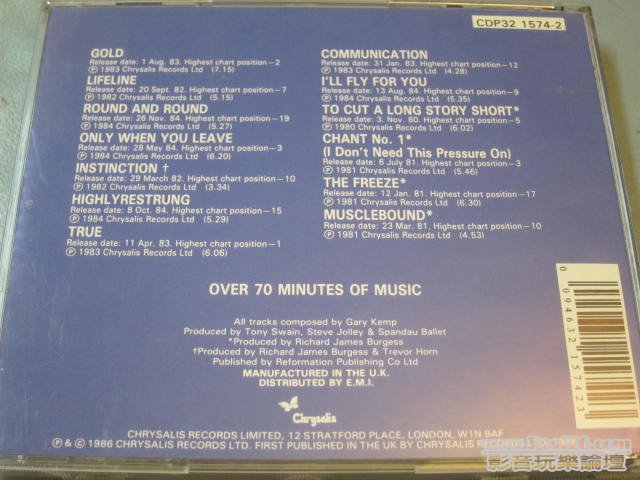 CDP32 1574-2
GOLD
Release date: 1 Aug. 83. Highest chart position–2
Ⓟ 1983 Chrysalis Records Ltd (7.15)
LIFELINE
Release date: 20 Sept. 82. Highest chart position–7
Ⓟ 1982 Chrysalis Records Ltd (5.15)
ROUND AND ROUND
Release date: 26 Nov. 84. Highest chart position–19
Ⓟ 1984 Chrysalis Records Ltd (5.27)
ONLY WHEN YOU LEAVE
Release date: 28 May 84. Highest chart position–3
Ⓟ 1984 Chrysalis Records Ltd (6.20)
INSTINCTION †
Release date: 29 March 82. Highest chart position–10
Ⓟ 1982 Chrysalis Records Ltd (3.34)
HIGHLYRESTRUNG
Release date: 8 Oct. 84. Highest chart position–15
Ⓟ 1984 Chrysalis Records Ltd (5.29)
TRUE
Release date: 11 Apr. 83. Highest chart position–1
Ⓟ 1983 Chrysalis Records Ltd (6.06)
COMMUNICATION
Release date: 31 Jan. 83. Highest chart position–12
Ⓟ 1983 Chrysalis Records Ltd (4.28)
I'LL FLY FOR YOU
Release date: 13 Aug. 84. Highest chart position–9
Ⓟ 1984 Chrysalis Records Ltd (5.35)
TO CUT A LONG STORY SHORT*
Release date: 3. Nov. 80. Highest chart position–5
Ⓟ 1980 Chrysalis Records Ltd (6.02)
CHANT No. 1*
(I Don't Need This Pressure On)
Release date: 6 July 81. Highest chart position–3
Ⓟ 1981 Chrysalis Records Ltd (5.46)
THE FREEZE*
Release date: 12 Jan. 81. Highest chart position–17
Ⓟ 1981 Chrysalis Records Ltd (6.30)
MUSCLEBOUND*
Release date: 23 Mar. 81. Highest chart position–10
Ⓟ 1981 Chrysalis Records Ltd (4.53)
OVER 70 MINUTES OF MUSIC
All tracks composed by Gary Kemp
Produced by Tony Swain, Steve Jolley & Spandau Ballet
*Produced by Richard James Burgess
†Produced by Richard James Burgess & Trevor Horn
Published by Reformation Publishing Co Ltd
MANUFACTURED IN THE U.K.
DISTRIBUTED BY E.M.I.
Chrysalis
CHRYSALIS RECORDS LIMITED, 12 STRATFORD PLACE, LONDON, W1N 9AF
Ⓟ & © 1986 CHRYSALIS RECORDS LTD. FIRST PUBLISHED IN THE UK BY CHRYSALIS
0 094632 157423
影音玩樂論壇